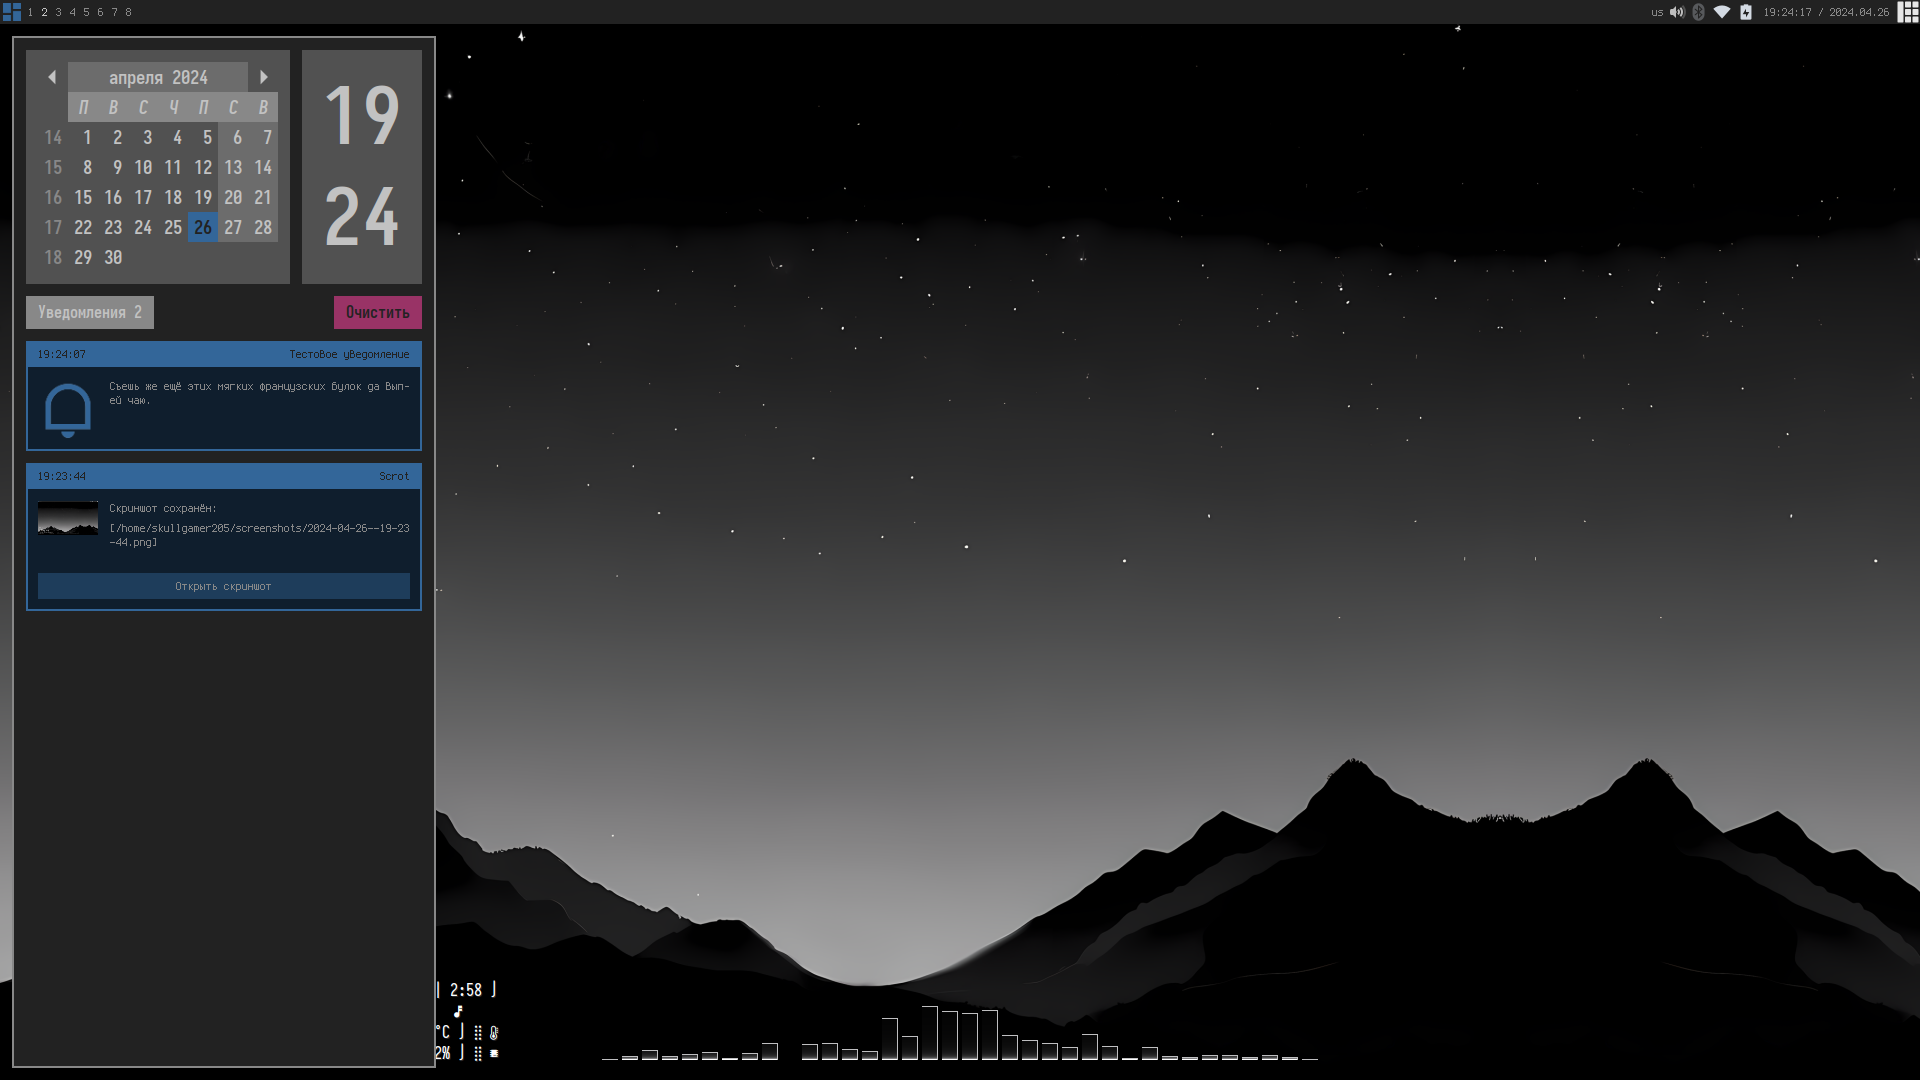 1 2 3 4 5 6 7 8
us 19:24:17 / 2024.04.26
апреля 2024
П В С Ч П С В
14 1 2 3 4 5 6 7
15 8 9 10 11 12 13 14
16 15 16 17 18 19 20 21
17 22 23 24 25 26 27 28
18 29 30
19
24
Уведомления 2
Очистить
19:24:07 Тестовое уведомление
Съешь же ещё этих мягких французских булок да вып-
ей чаю.
19:23:44 Scrot
Скриншот сохранён:
[/home/skullgamer205/screenshots/2024-04-26--19-23
-44.png]
Открыть скриншот
| 2:58 ⌡
°C ⌡
2% ⌡